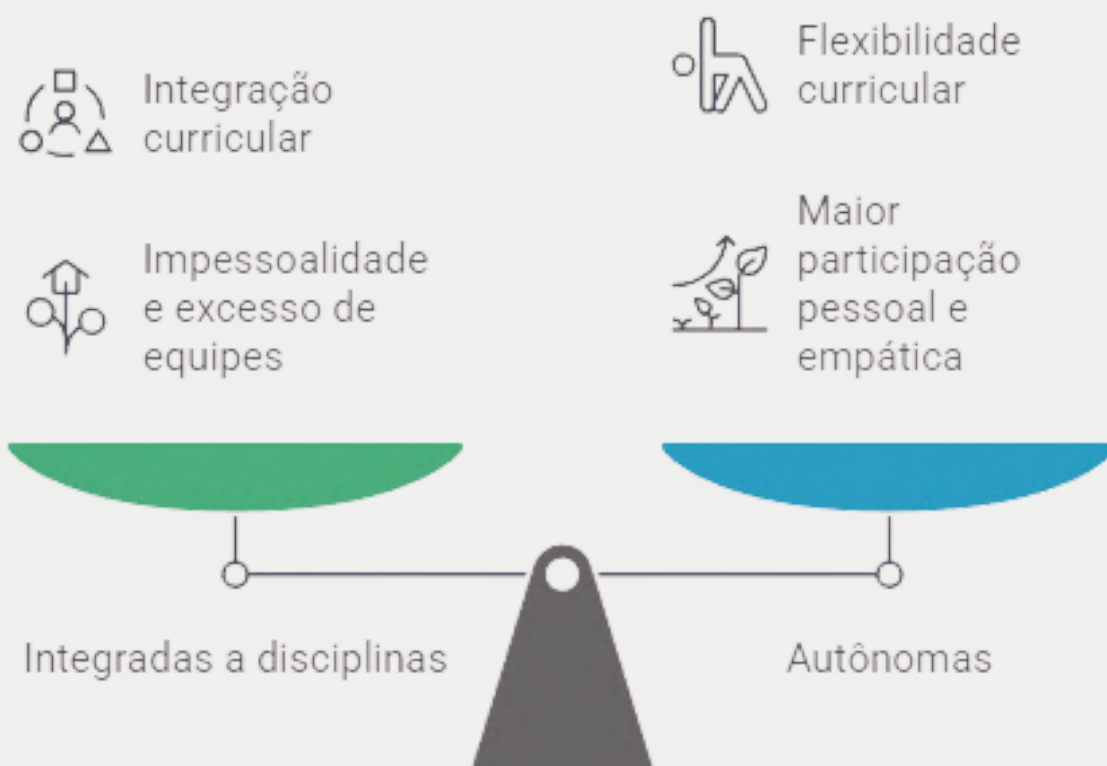 Integração
curricular
Impessoalidade
e excesso de
equipes
Flexibilidade
curricular
Maior
participação
pessoal e
empática
Integradas a disciplinas
Autônomas